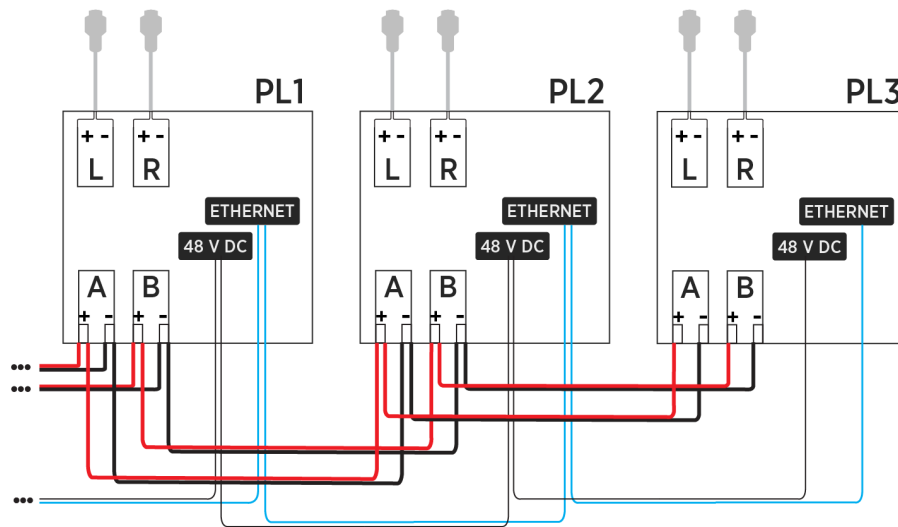 PL1
PL2
PL3
+ - + - + - + - + - + -
L R L R L R
ETHERNET ETHERNET ETHERNET
48 V DC 48 V DC 48 V DC
A B A B A B
+ - + - + - + - + - + -